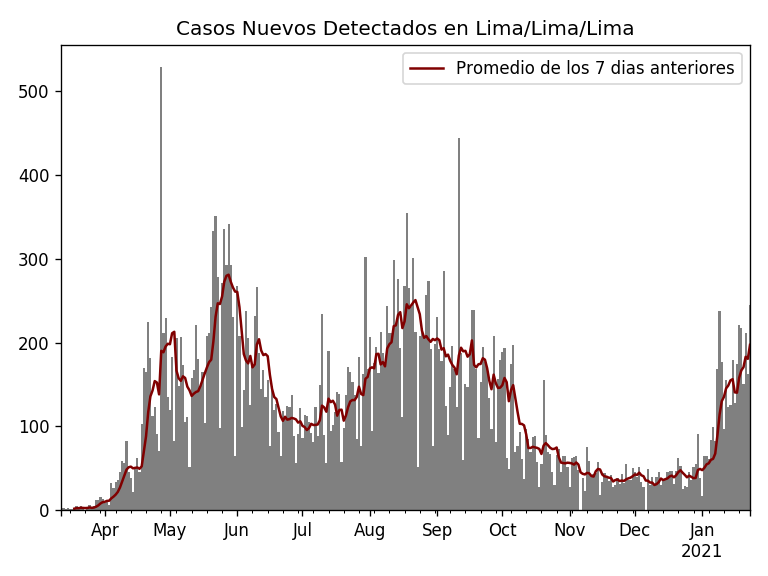 Casos Nuevos Detectados en Lima/Lima/Lima
Promedio de los 7 dias anteriores
500
400
300
200
100
0
Apr May Jun Jul Aug Sep Oct Nov Dec Jan
2021